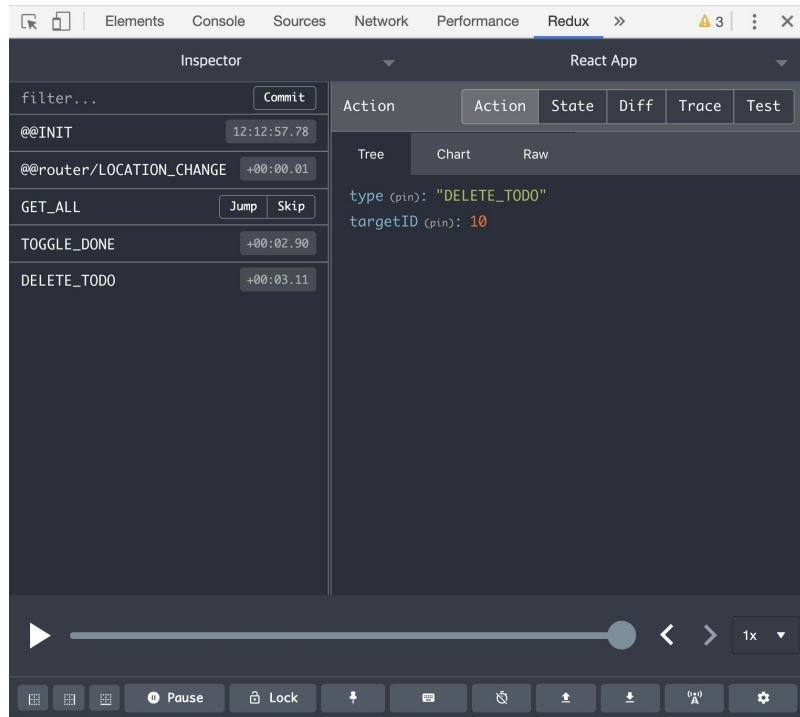 Elements Console Sources Network Performance Redux » 3
Inspector React App
filter... Commit
Action Action State Diff Trace Test
@@INIT 12:12:57.78
Tree Chart Raw
@@router/LOCATION_CHANGE +00:00.01
type (pin): "DELETE_TODO"
GET_ALL Jump Skip
targetID (pin): 10
TOGGLE_DONE +00:02.90
DELETE_TODO +00:03.11
1x
Pause Lock